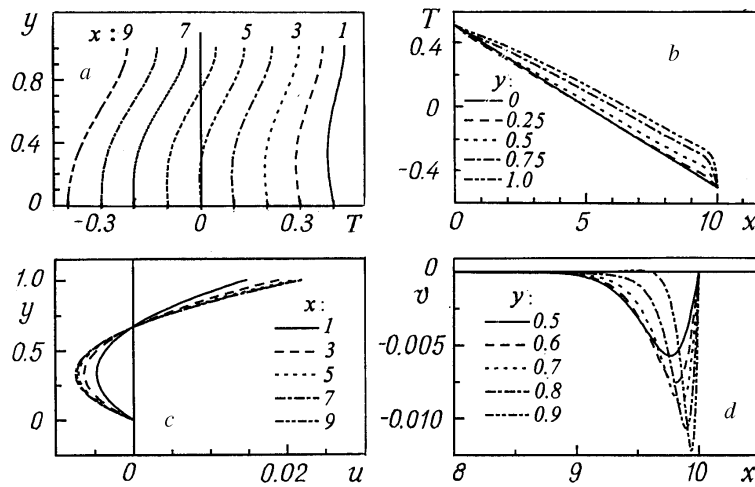 y
x : 9 7 5 3 1
a
0.8
0.4
0
-0.3 0 0.3 T
T
0.4
0
-0.4
b
y:
0
0.25
0.5
0.75
1.0
0 5 10 x
1.0
y
0.5
0
x:
1
3
5
7
9
c
0 0.02 u
0
v
-0.005
-0.010
y:
0.5
0.6
0.7
0.8
0.9
d
8 9 10 x